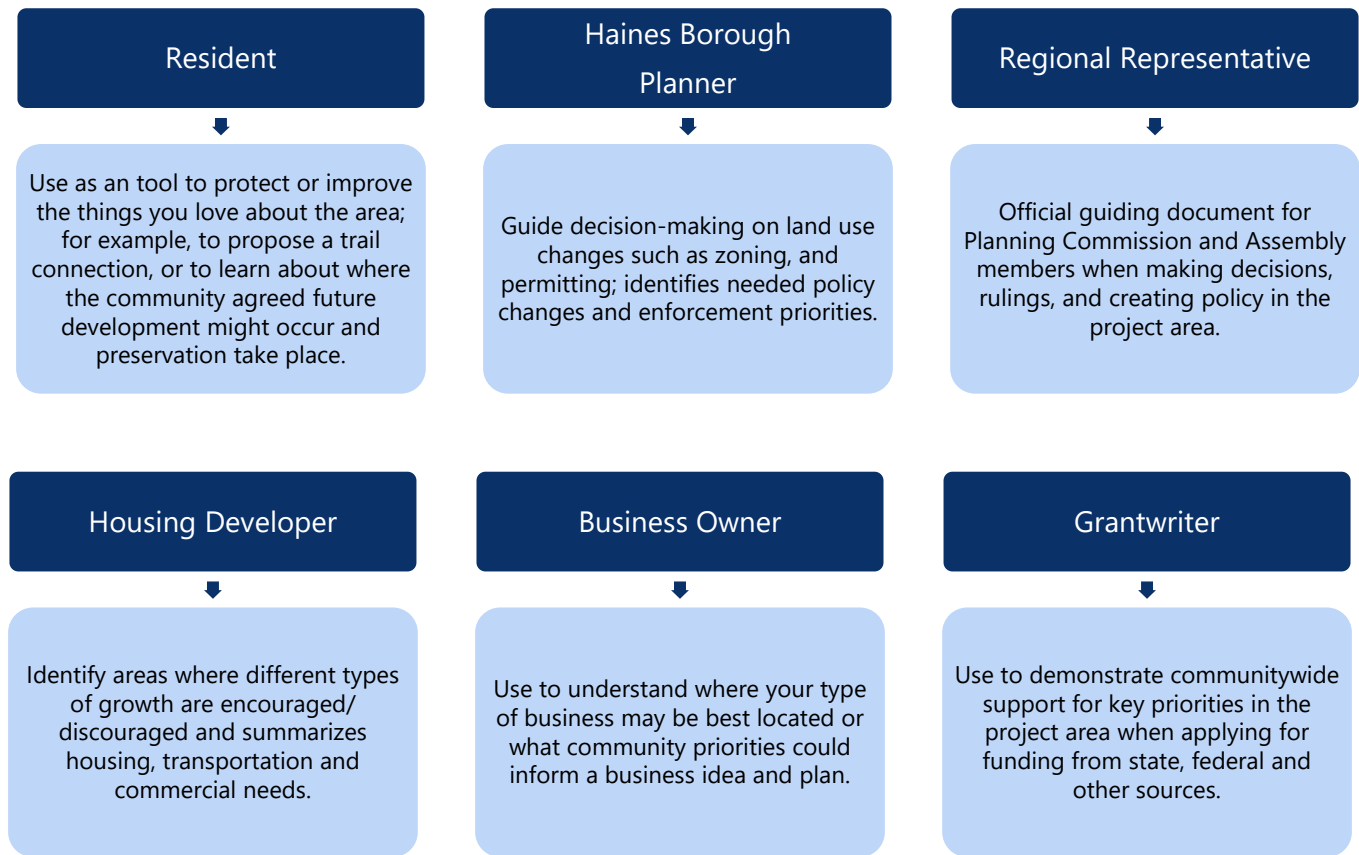 Resident
Use as an tool to protect or improve
the things you love about the area;
for example, to propose a trail
connection, or to learn about where
the community agreed future
development might occur and
preservation take place.
Haines Borough
Planner
Guide decision-making on land use
changes such as zoning, and
permitting; identifies needed policy
changes and enforcement priorities.
Regional Representative
Official guiding document for
Planning Commission and Assembly
members when making decisions,
rulings, and creating policy in the
project area.
Housing Developer
Identify areas where different types
of growth are encouraged/
discouraged and summarizes
housing, transportation and
commercial needs.
Business Owner
Use to understand where your type
of business may be best located or
what community priorities could
inform a business idea and plan.
Grantwriter
Use to demonstrate communitywide
support for key priorities in the
project area when applying for
funding from state, federal and
other sources.